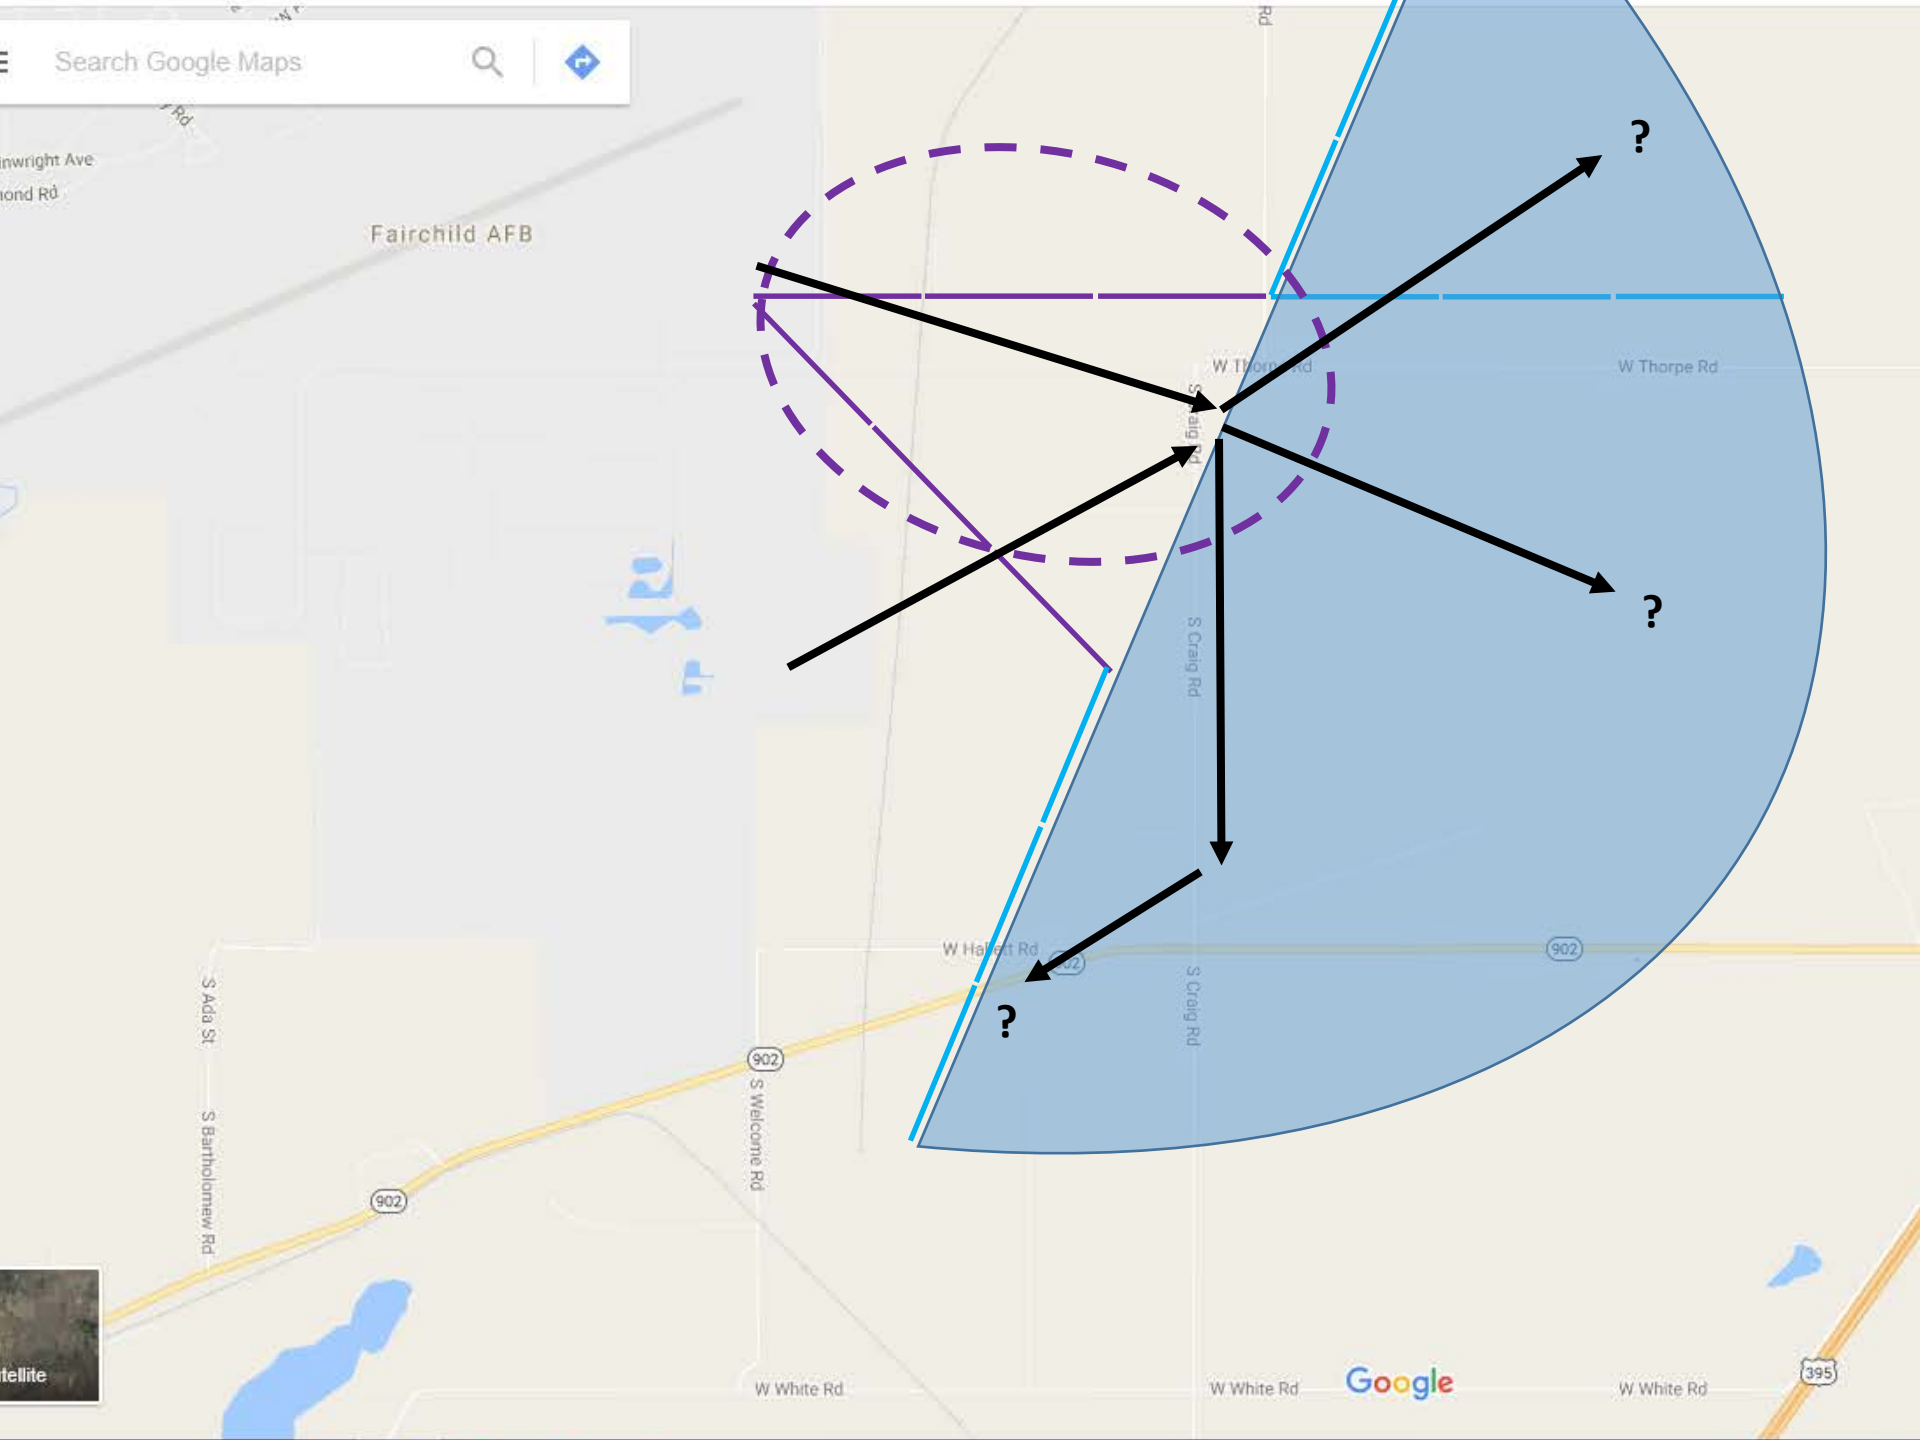 Rd
Search Google Maps
Rd
nwright Ave
ond Rd
?
Fairchild AFB
W Thorpe Rd
W Thorpe Rd
S Craig Rd
?
S Craig Rd
W Hallett Rd
902
902
S Ada St
S Craig Rd
?
902
S Welcome Rd
S Bartholomew Rd
902
tellite
W White Rd
W White Rd
Google
W White Rd
395